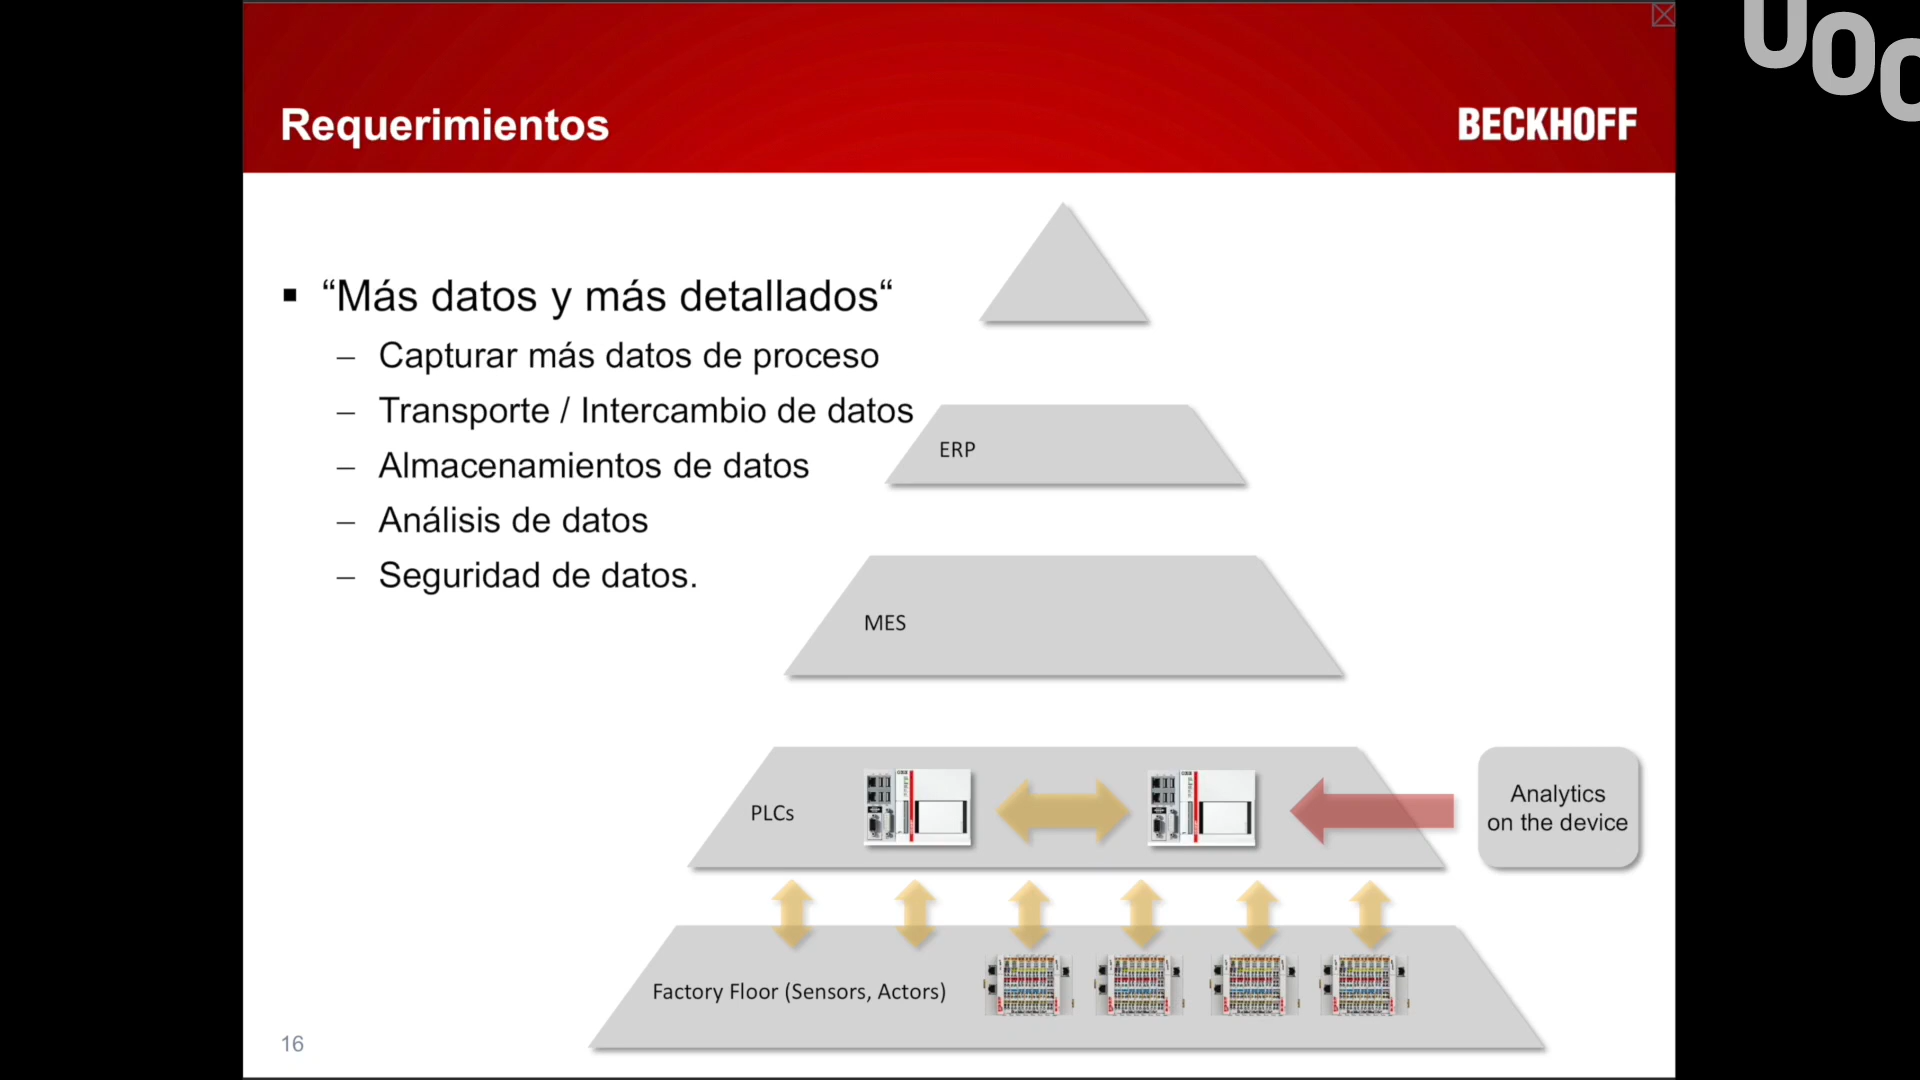 UOC
Requerimientos
BECKHOFF
“Más datos y más detallados“
– Capturar más datos de proceso
– Transporte / Intercambio de datos
– Almacenamientos de datos
– Análisis de datos
– Seguridad de datos.
ERP
MES
PLCs
Analytics
on the device
Factory Floor (Sensors, Actors)
16